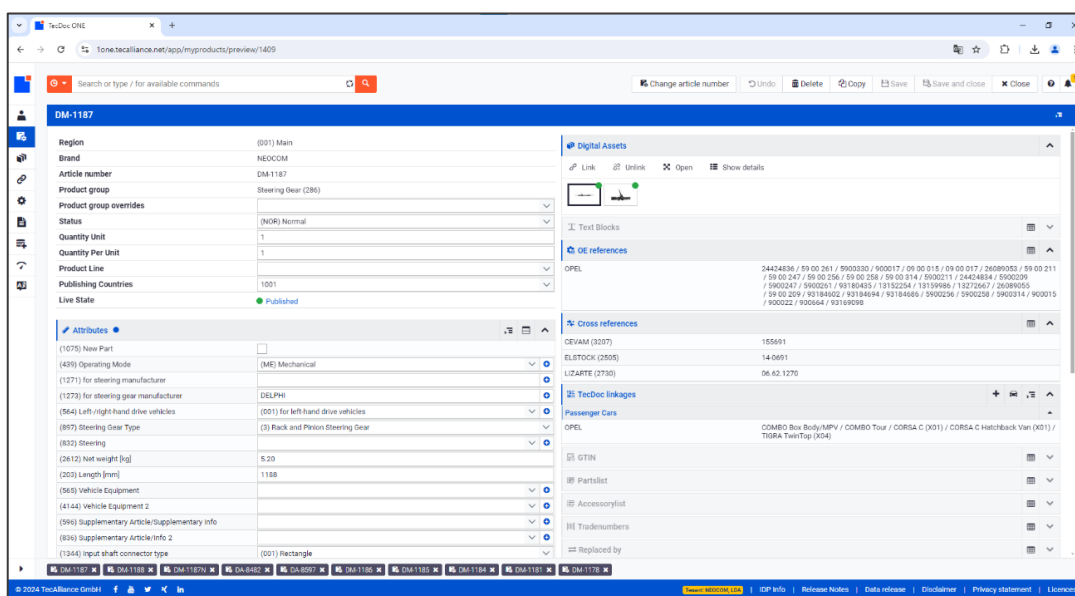 TecDoc ONE
1one.tecalliance.net/app/myproducts/preview/1409
Search or type / for available commands
Change article number Undo Delete Copy Save Save and close Close
DM-1187
Region (001) Main
Brand NEOCOM
Article number DM-1187
Product group Steering Gear (286)
Product group overrides
Status (NOR) Normal
Quantity Unit 1
Quantity Per Unit 1
Product Line
Publishing Countries 1001
Live State Published
Attributes
(1075) New Part
(439) Operating Mode (ME) Mechanical
(1271) for steering manufacturer
(1273) for steering gear manufacturer DELPHI
(564) Left-/right-hand drive vehicles (001) for left-hand drive vehicles
(897) Steering Gear Type (3) Rack and Pinion Steering Gear
(832) Steering
(2612) Net weight [kg] 5.20
(203) Length [mm] 1188
(565) Vehicle Equipment
(4144) Vehicle Equipment 2
(596) Supplementary Article/Supplementary Info
(836) Supplementary Article/Info 2
(1344) Input shaft connector type (001) Rectangle
Digital Assets
Link Unlink Open Show details
Text Blocks
OE references
OPEL 24424836 / 59 00 261 / 5900330 / 900017 / 09 00 015 / 09 00 017 / 26089053 / 59 00 211
/ 59 00 247 / 59 00 256 / 59 00 258 / 59 00 314 / 5900211 / 24424834 / 5900209
/ 5900247 / 5900261 / 93180435 / 13152254 / 13159986 / 13272667 / 26089055
/ 59 00 209 / 93184602 / 93184694 / 93184686 / 5900256 / 5900258 / 5900314 / 900015
/ 900022 / 900664 / 93169098
Cross references
CEVAM (3207) 155691
ELSTOCK (2505) 14-0691
LIZARTE (2730) 06.62.1270
TecDoc linkages
Passenger Cars
OPEL COMBO Box Body/MPV / COMBO Tour / CORSA C (X01) / CORSA C Hatchback Van (X01) /
TIGRA TwinTop (X04)
GTIN
Partslist
Accessorylist
Tradenumbers
Replaced by
DM-1187 DM-1188 DM-1187N DA-8482 DA-8597 DM-1186 DM-1185 DM-1184 DM-1181 DM-1178
© 2024 TecAlliance GmbH
Tenant: NEOCOM, LDA | IDP Info | Release Notes | Data release | Disclaimer | Privacy statement | Licences